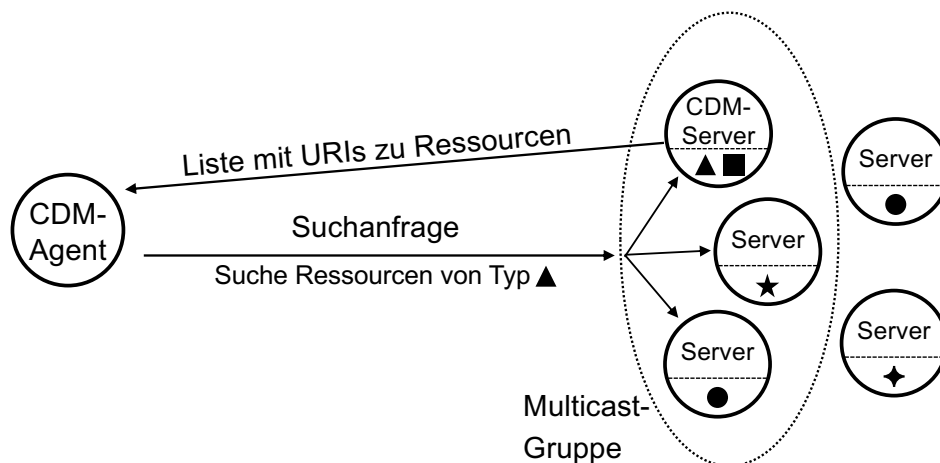 CDM-
Server
Liste mit URIs zu Ressourcen
Server
CDM-
Agent
Suchanfrage
Server
Suche Ressourcen von Typ
Server
Server
Multicast-
Gruppe